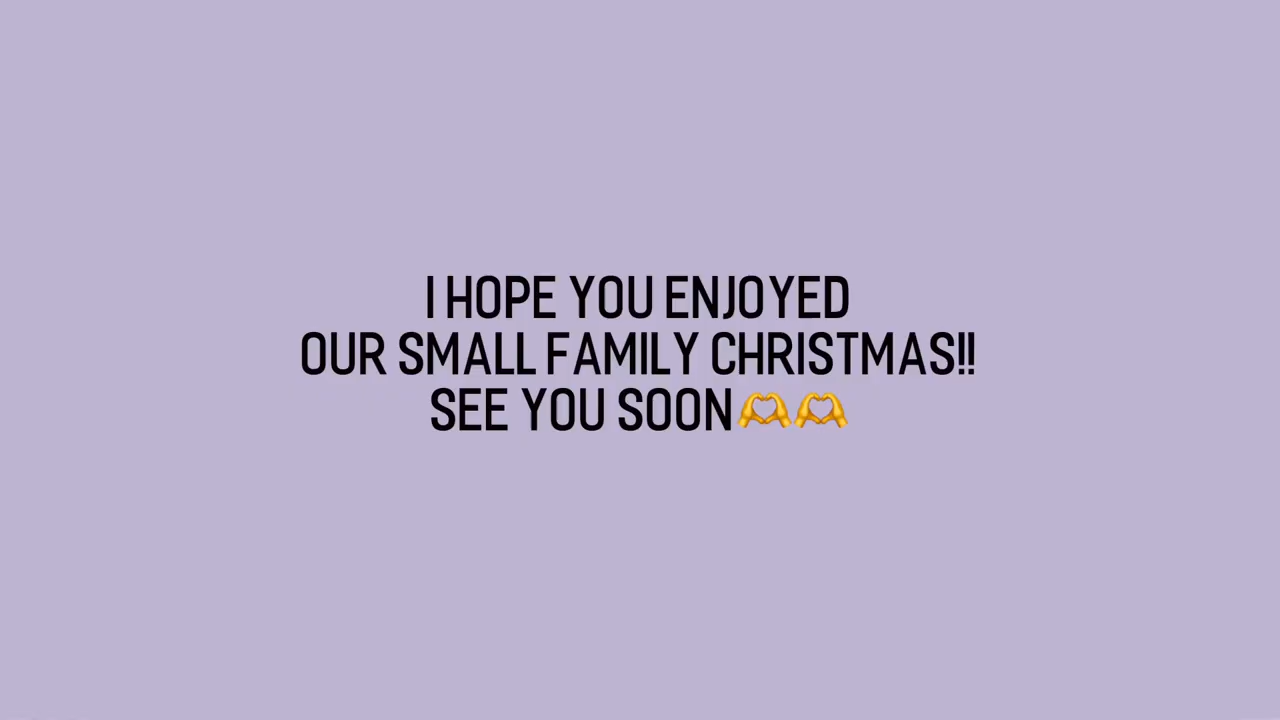 I HOPE YOU ENJOYED
OUR SMALL FAMILY CHRISTMAS!!
SEE YOU SOON🫶🫶